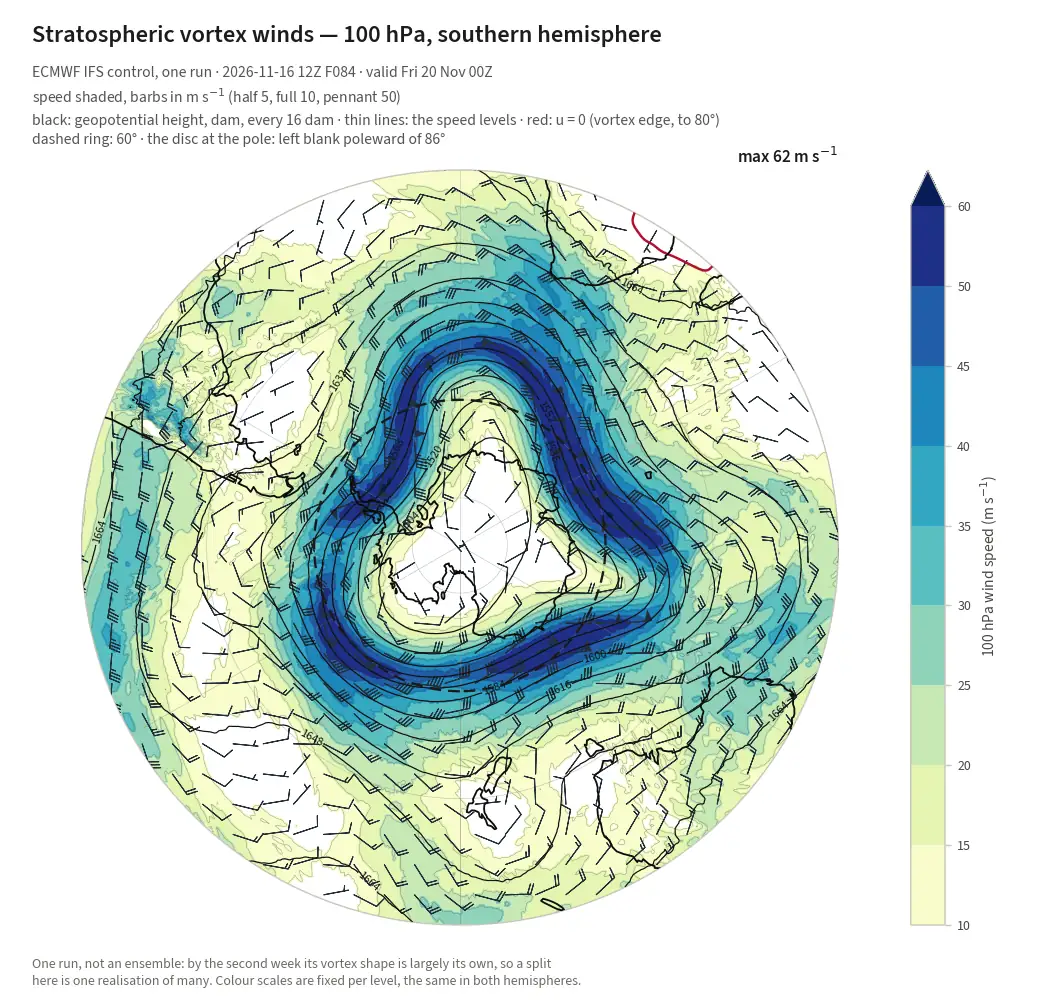 Stratospheric vortex winds — 100 hPa, southern hemisphere
ECMWF IFS control, one run · 2026-11-16 12Z F084 · valid Fri 20 Nov 00Z
speed shaded, barbs in m s⁻¹ (half 5, full 10, pennant 50)
black: geopotential height, dam, every 16 dam · thin lines: the speed levels · red: u = 0 (vortex edge, to 80°)
dashed ring: 60° · the disc at the pole: left blank poleward of 86°
max 62 m s⁻¹
60
50
45
40
35
30
25
20
15
10
100 hPa wind speed (m s⁻¹)
1664
1632
1552
1520
1664
1600
1616
1664
1648
1664
One run, not an ensemble: by the second week its vortex shape is largely its own, so a split
here is one realisation of many. Colour scales are fixed per level, the same in both hemispheres.